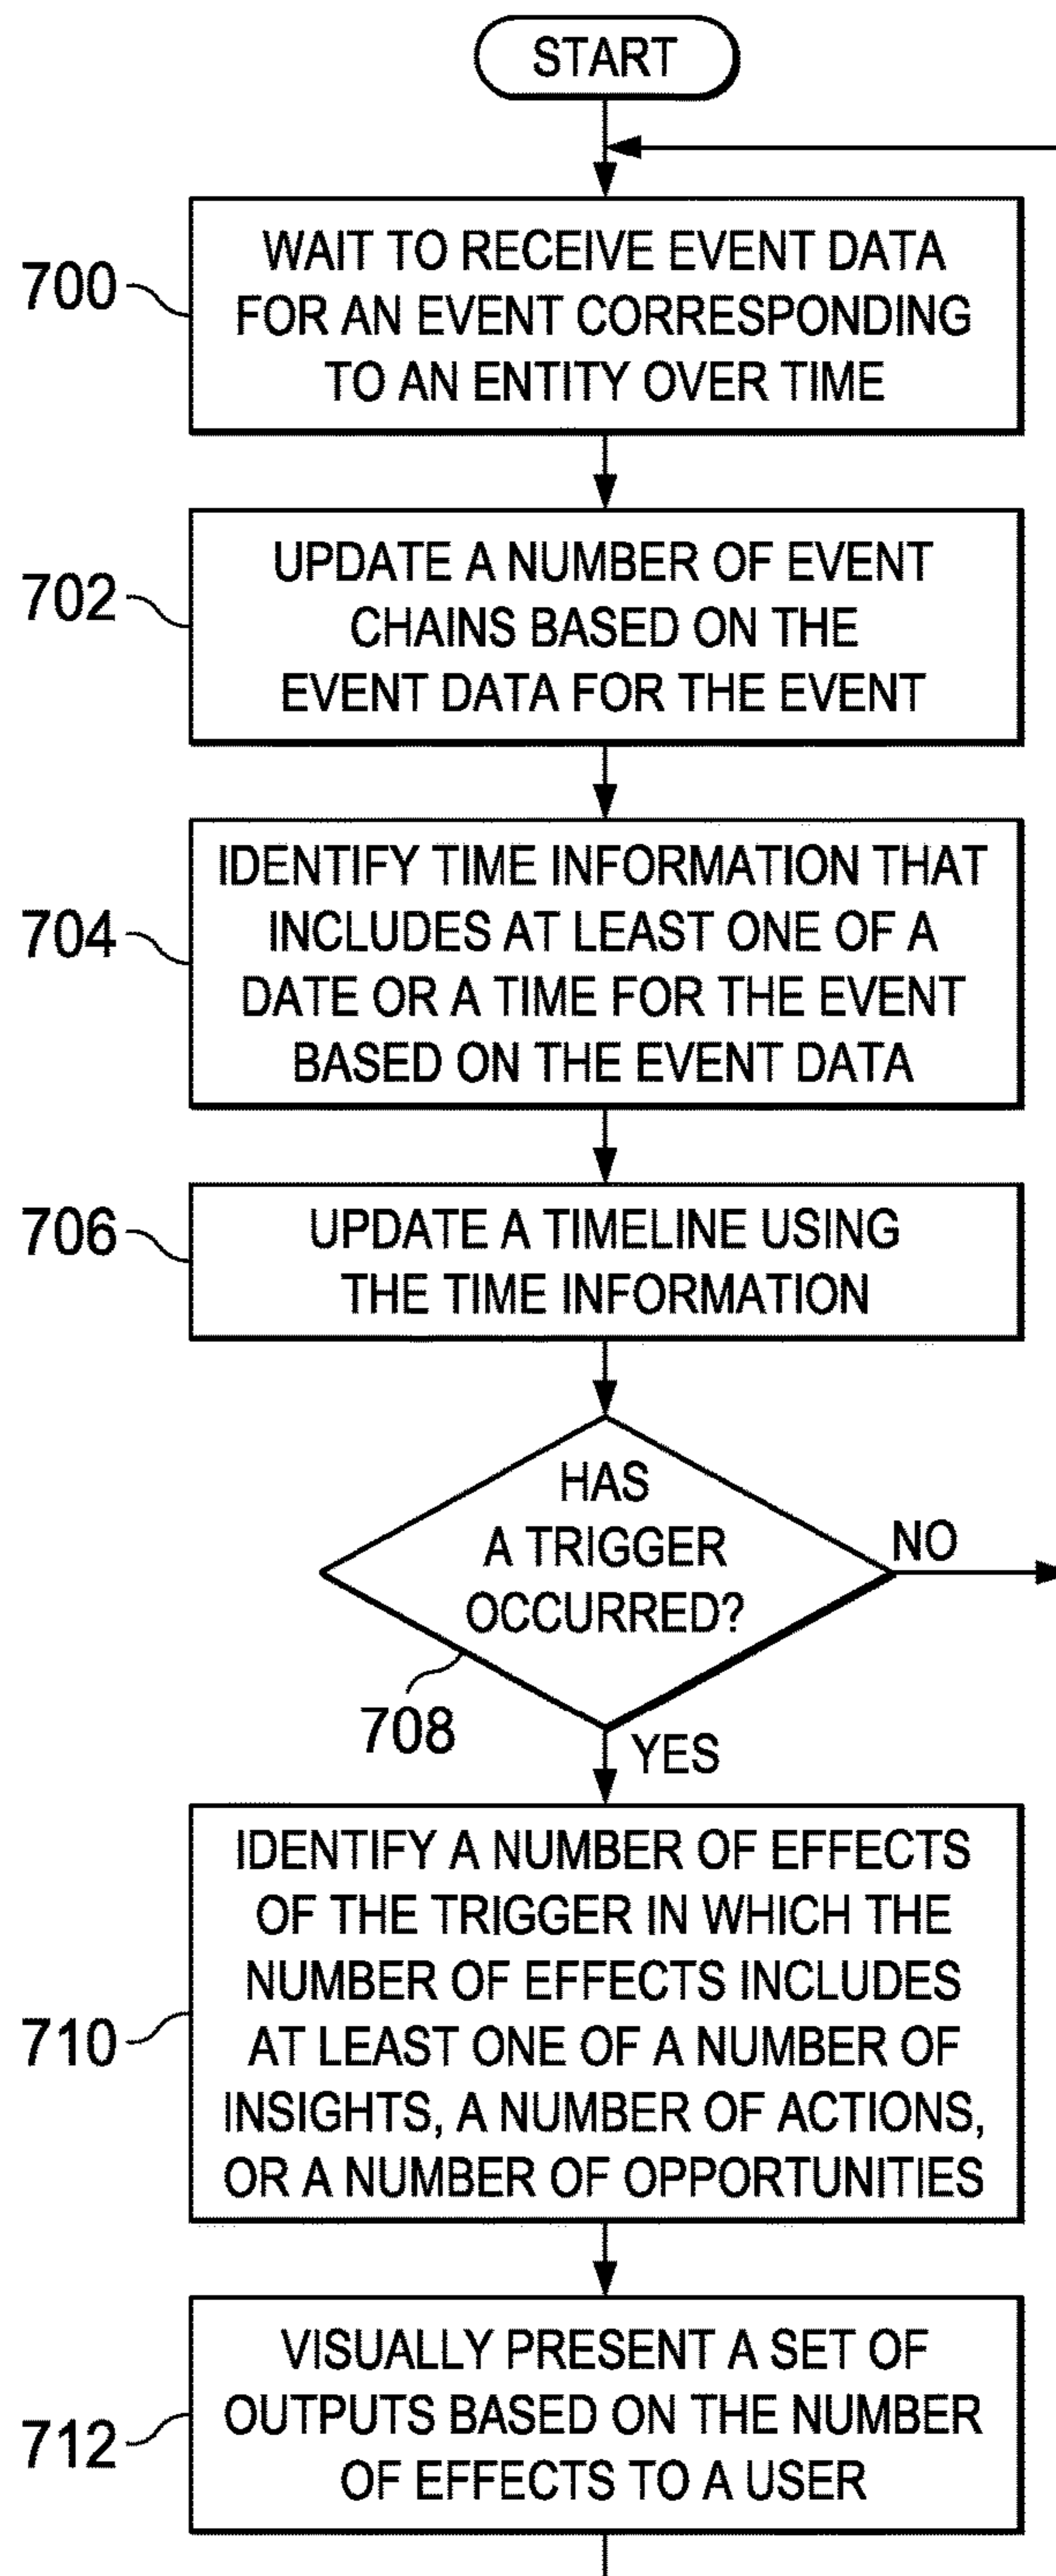 START
700
WAIT TO RECEIVE EVENT DATA
FOR AN EVENT CORRESPONDING
TO AN ENTITY OVER TIME
702
UPDATE A NUMBER OF EVENT
CHAINS BASED ON THE
EVENT DATA FOR THE EVENT
704
IDENTIFY TIME INFORMATION THAT
INCLUDES AT LEAST ONE OF A
DATE OR A TIME FOR THE EVENT
BASED ON THE EVENT DATA
706
UPDATE A TIMELINE USING
THE TIME INFORMATION
HAS
A TRIGGER
OCCURRED?
NO
708
YES
710
IDENTIFY A NUMBER OF EFFECTS
OF THE TRIGGER IN WHICH THE
NUMBER OF EFFECTS INCLUDES
AT LEAST ONE OF A NUMBER OF
INSIGHTS, A NUMBER OF ACTIONS,
OR A NUMBER OF OPPORTUNITIES
712
VISUALLY PRESENT A SET OF
OUTPUTS BASED ON THE NUMBER
OF EFFECTS TO A USER